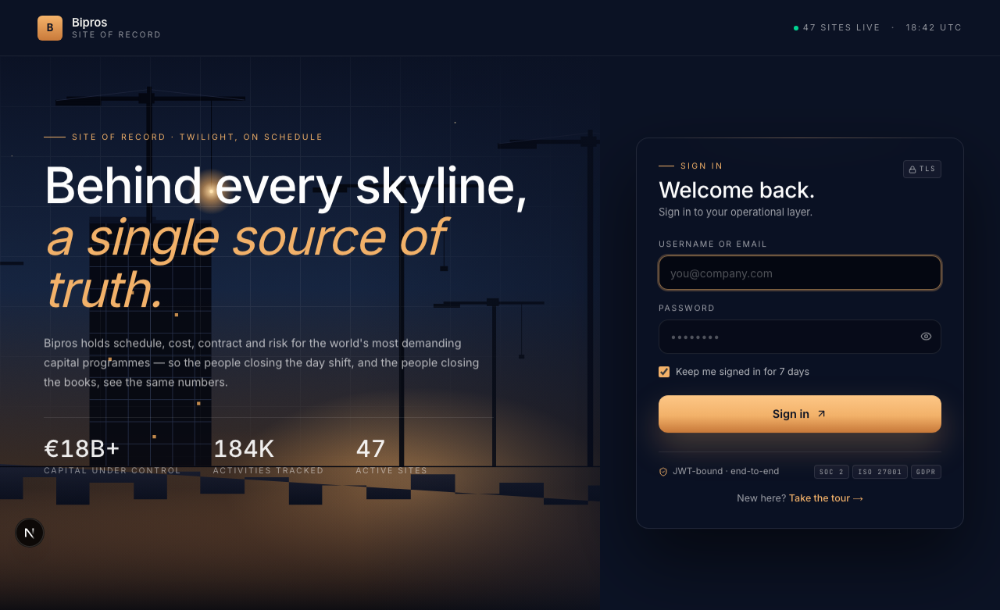 B
Bipros
SITE OF RECORD
47 SITES LIVE · 18:42 UTC
SITE OF RECORD · TWILIGHT, ON SCHEDULE
Behind every skyline,
a single source of
truth.
Bipros holds schedule, cost, contract and risk for the world's most demanding
capital programmes — so the people closing the day shift, and the people closing
the books, see the same numbers.
€18B+
CAPITAL UNDER CONTROL
184K
ACTIVITIES TRACKED
47
ACTIVE SITES
N
SIGN IN
TLS
Welcome back.
Sign in to your operational layer.
USERNAME OR EMAIL
you@company.com
PASSWORD
••••••••
Keep me signed in for 7 days
Sign in
JWT-bound · end-to-end
SOC 2
ISO 27001
GDPR
New here? Take the tour →